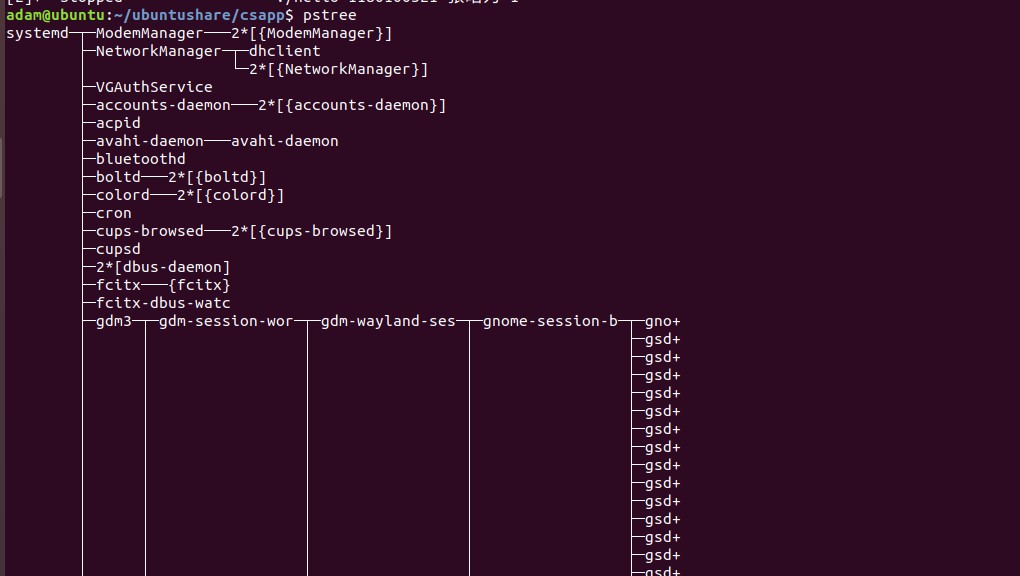 adam@ubuntu:~/ubuntushare/csapp$ pstree
systemd─┬─ModemManager───2*[{ModemManager}]
        ├─NetworkManager─┬─dhclient
        │                └─2*[{NetworkManager}]
        ├─VGAuthService
        ├─accounts-daemon───2*[{accounts-daemon}]
        ├─acpid
        ├─avahi-daemon───avahi-daemon
        ├─bluetoothd
        ├─boltd───2*[{boltd}]
        ├─colord───2*[{colord}]
        ├─cron
        ├─cups-browsed───2*[{cups-browsed}]
        ├─cupsd
        ├─2*[dbus-daemon]
        ├─fcitx───{fcitx}
        ├─fcitx-dbus-watc
        ├─gdm3─┬─gdm-session-wor─┬─gdm-wayland-ses─┬─gnome-session-b─┬─gno+
        │      │                 │                 │                 ├─gsd+
        │      │                 │                 │                 ├─gsd+
        │      │                 │                 │                 ├─gsd+
        │      │                 │                 │                 ├─gsd+
        │      │                 │                 │                 ├─gsd+
        │      │                 │                 │                 ├─gsd+
        │      │                 │                 │                 ├─gsd+
        │      │                 │                 │                 ├─gsd+
        │      │                 │                 │                 ├─gsd+
        │      │                 │                 │                 ├─gsd+
        │      │                 │                 │                 ├─gsd+
        │      │                 │                 │                 ├─gsd+
        │      │                 │                 │                 ├─gsd+
        │      │                 │                 │                 ├─gsd+